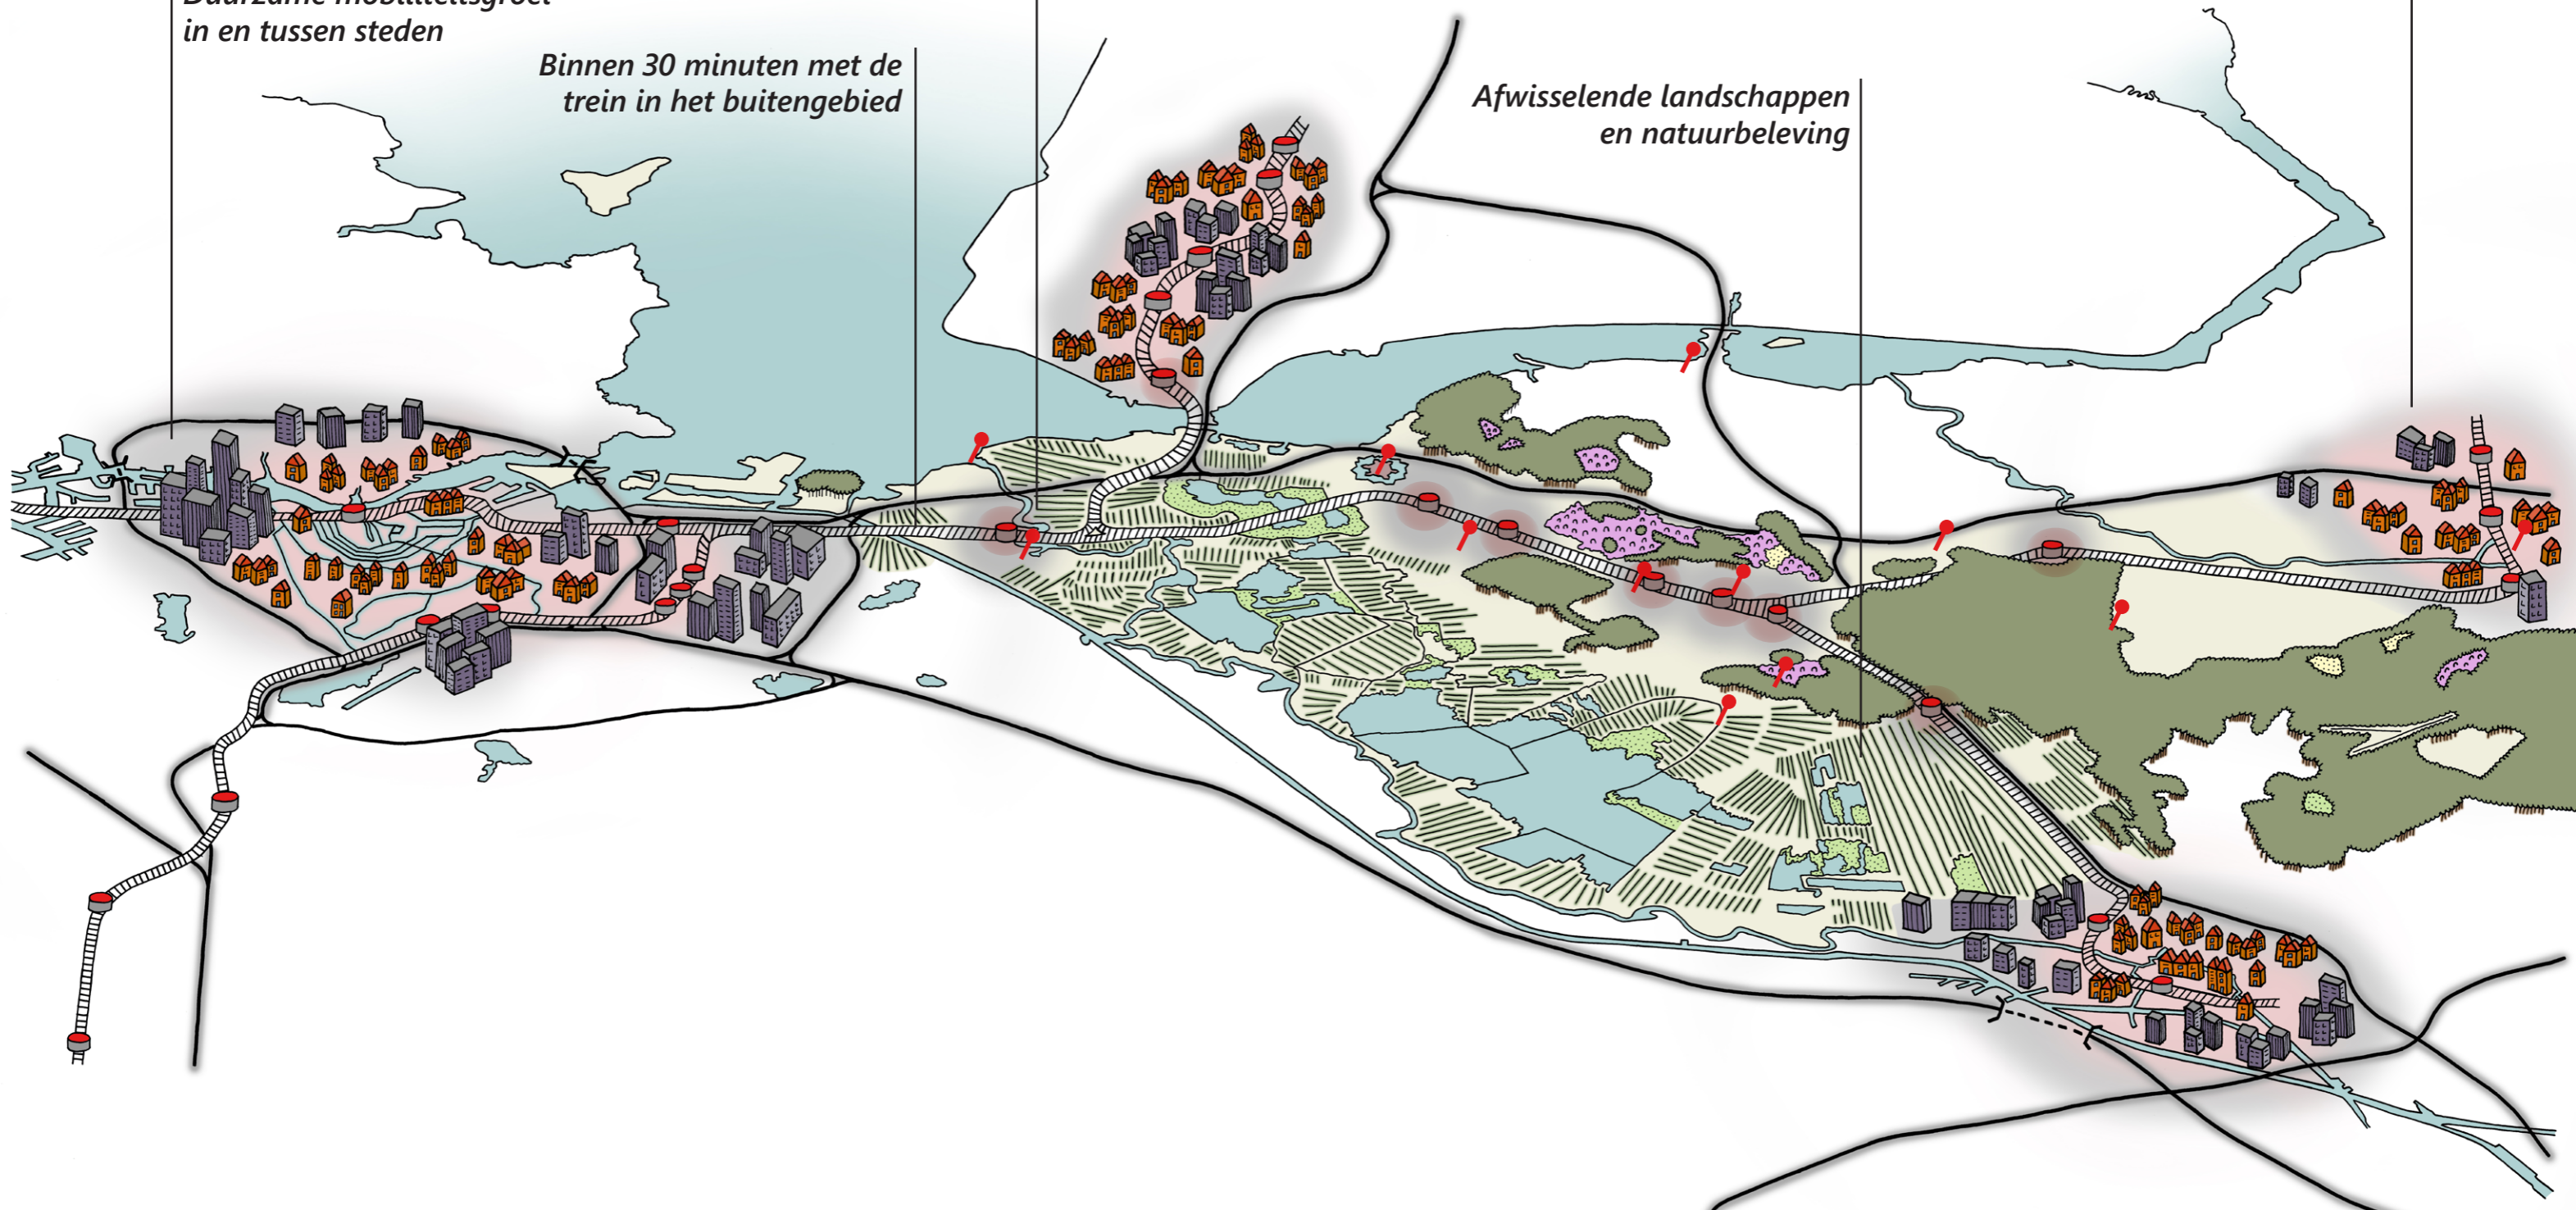 in en tussen steden
Binnen 30 minuten met de
trein in het buitengebied
Afwisselende landschappen
en natuurbeleving